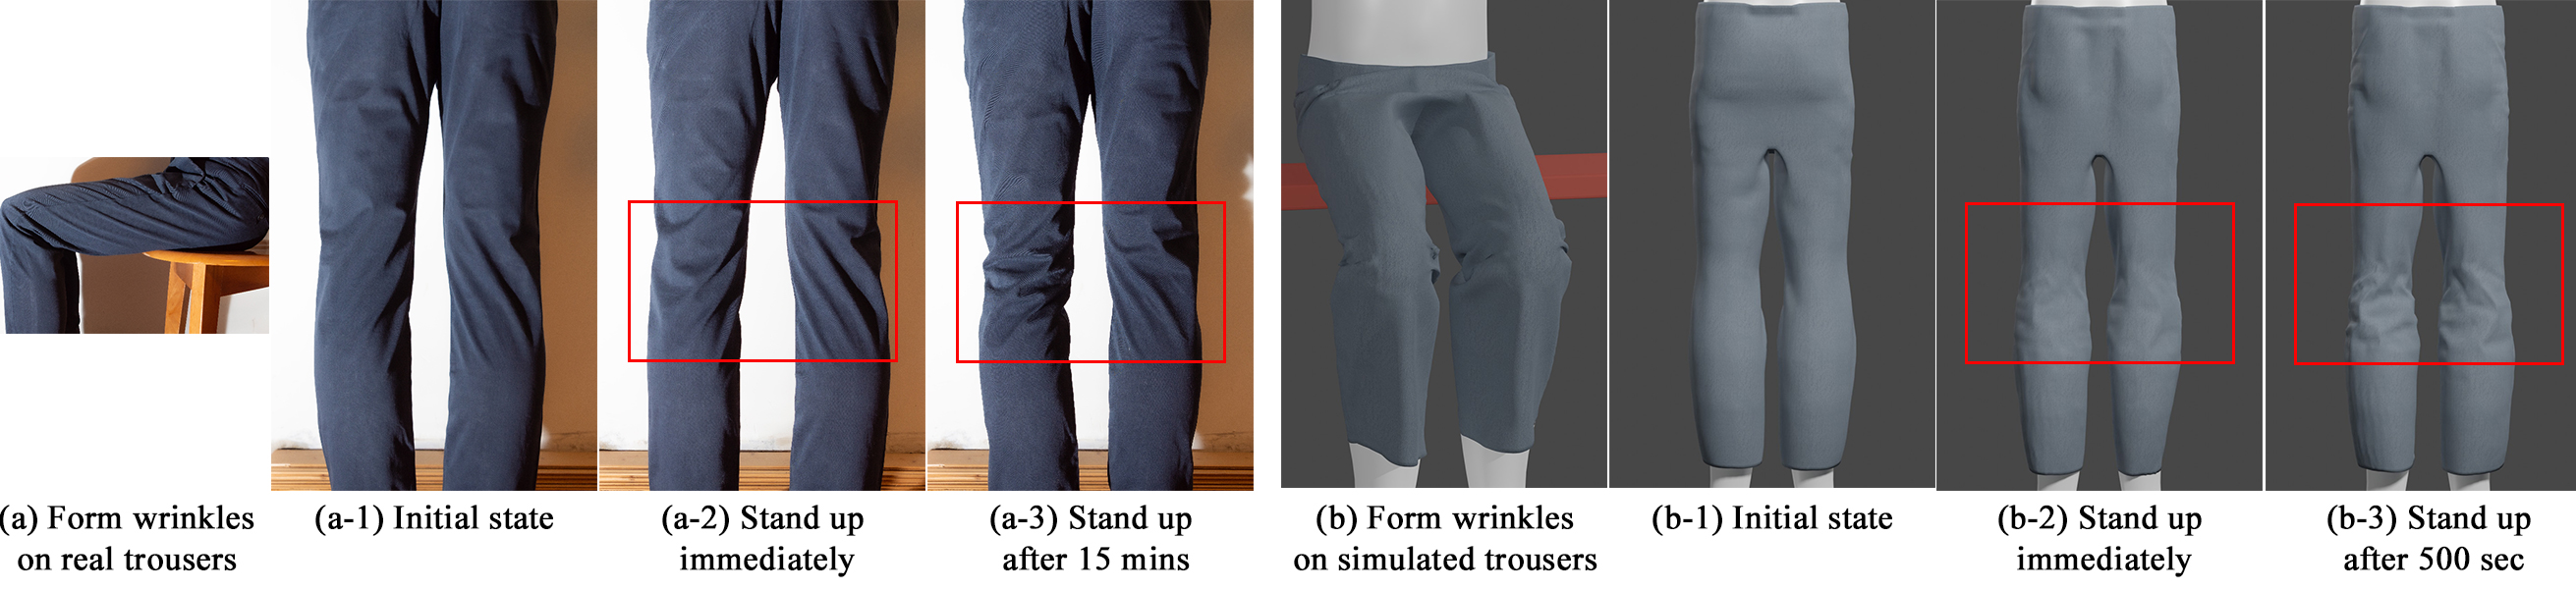 (a) Form wrinkles
on real trousers
(a-1) Initial state
(a-2) Stand up
immediately
(a-3) Stand up
after 15 mins
(b) Form wrinkles
on simulated trousers
(b-1) Initial state
(b-2) Stand up
immediately
(b-3) Stand up
after 500 sec